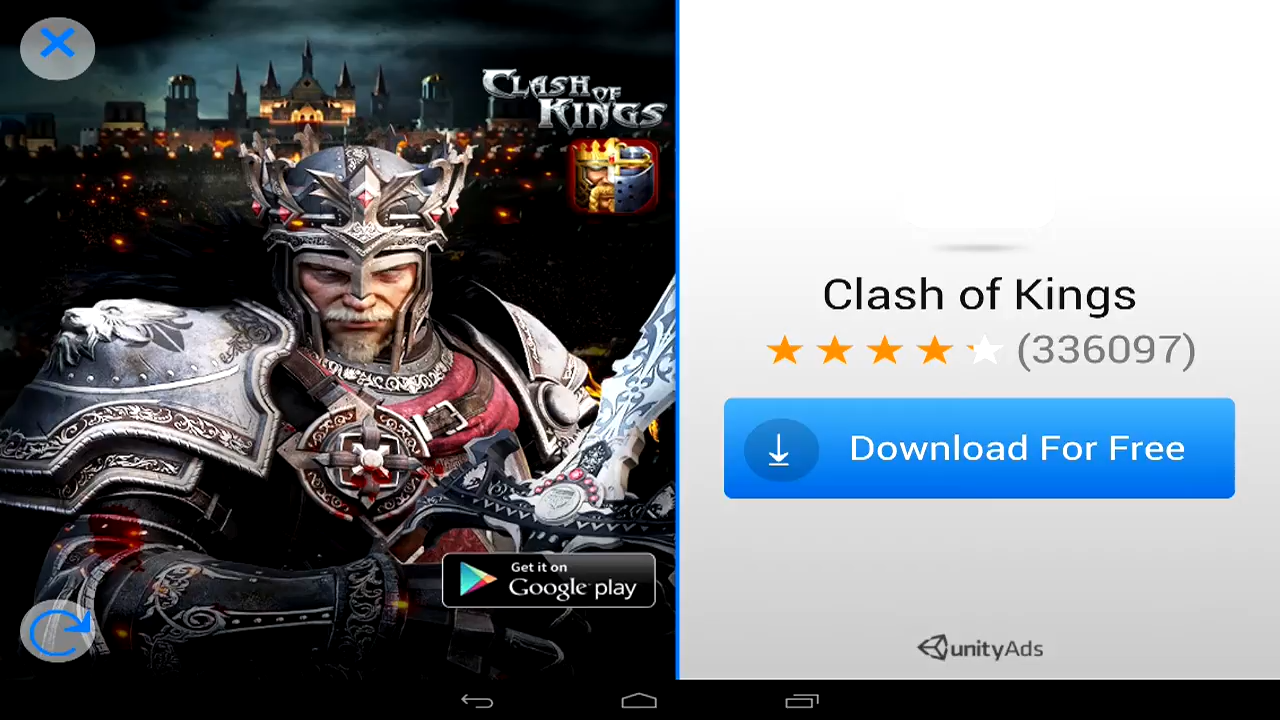 CLASH OF
KINGS
Get it on
Google play
Clash of Kings
(336097)
Download For Free
unityAds